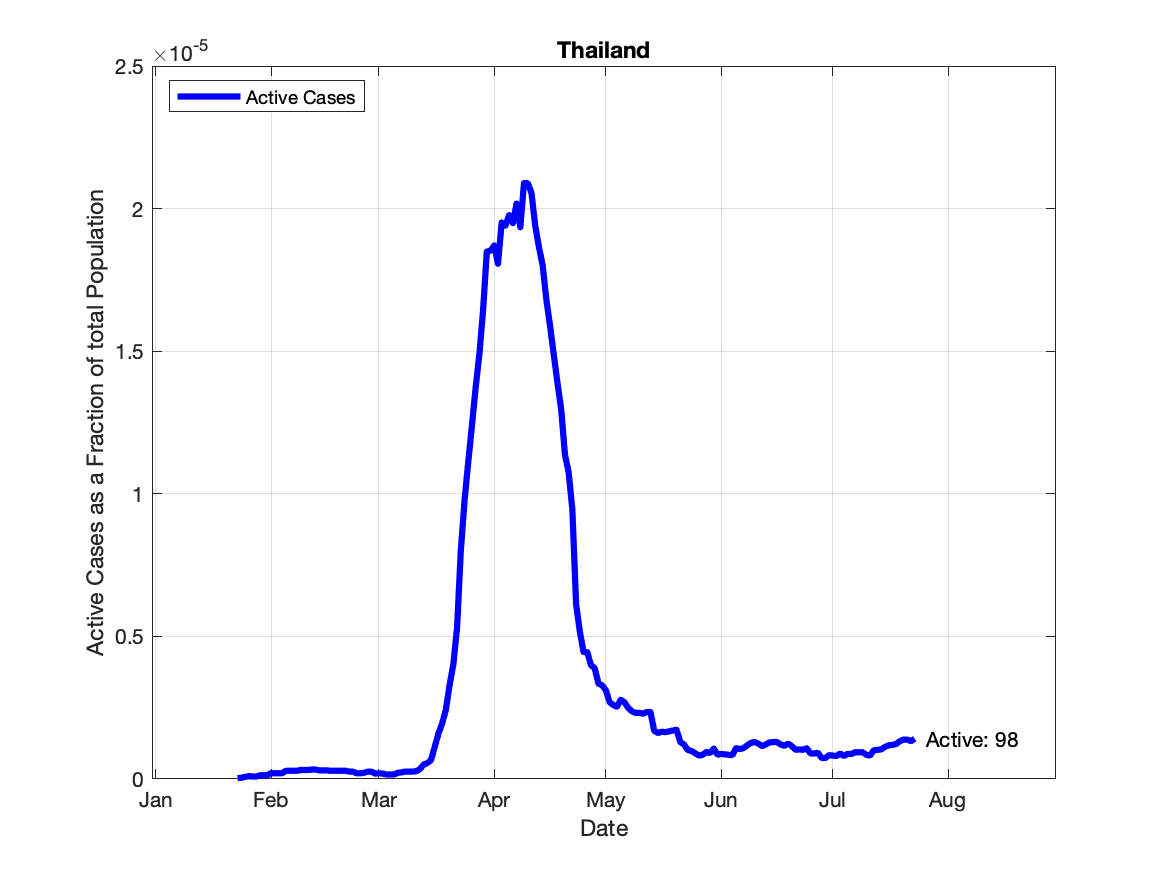 Thailand
×10-5
2.5
2
1.5
1
0.5
0
Active Cases as a Fraction of total Population
Active Cases
Active: 98
Jan Feb Mar Apr May Jun Jul Aug
Date